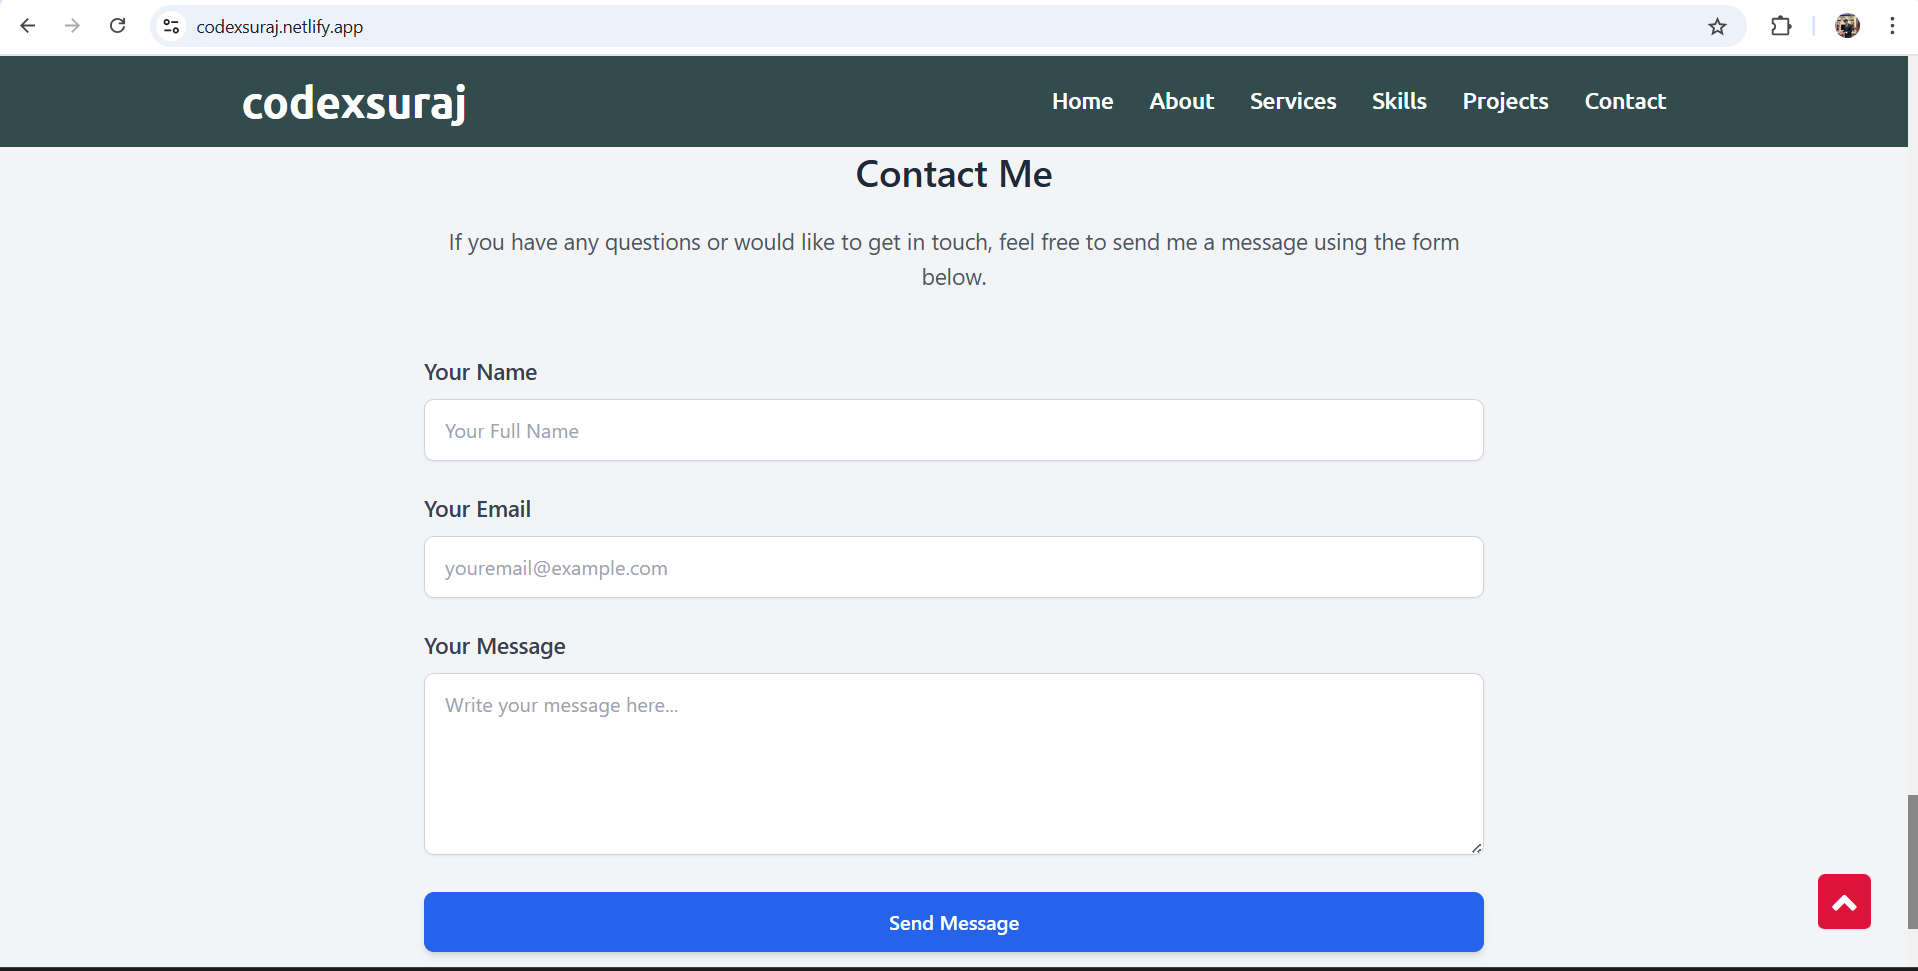 codexsuraj.netlify.app
codexsuraj
Home About Services Skills Projects Contact
Contact Me
If you have any questions or would like to get in touch, feel free to send me a message using the form
below.
Your Name
Your Full Name
Your Email
youremail@example.com
Your Message
Write your message here...
Send Message